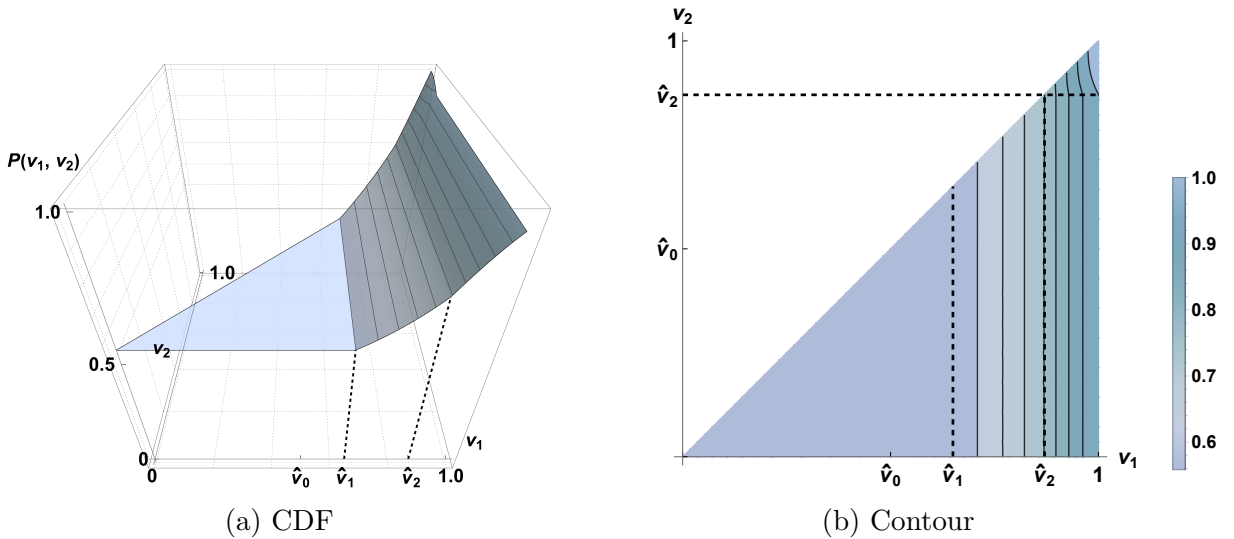 P(v₁, v₂)
1.0
1.0
v₂
0.5
0
0
v̂₀
v̂₁
v̂₂
1.0
v₁
(a) CDF
v₂
1
v̂₂
v̂₀
v̂₀
v̂₁
v̂₂
1
v₁
1.0
0.9
0.8
0.7
0.6
(b) Contour